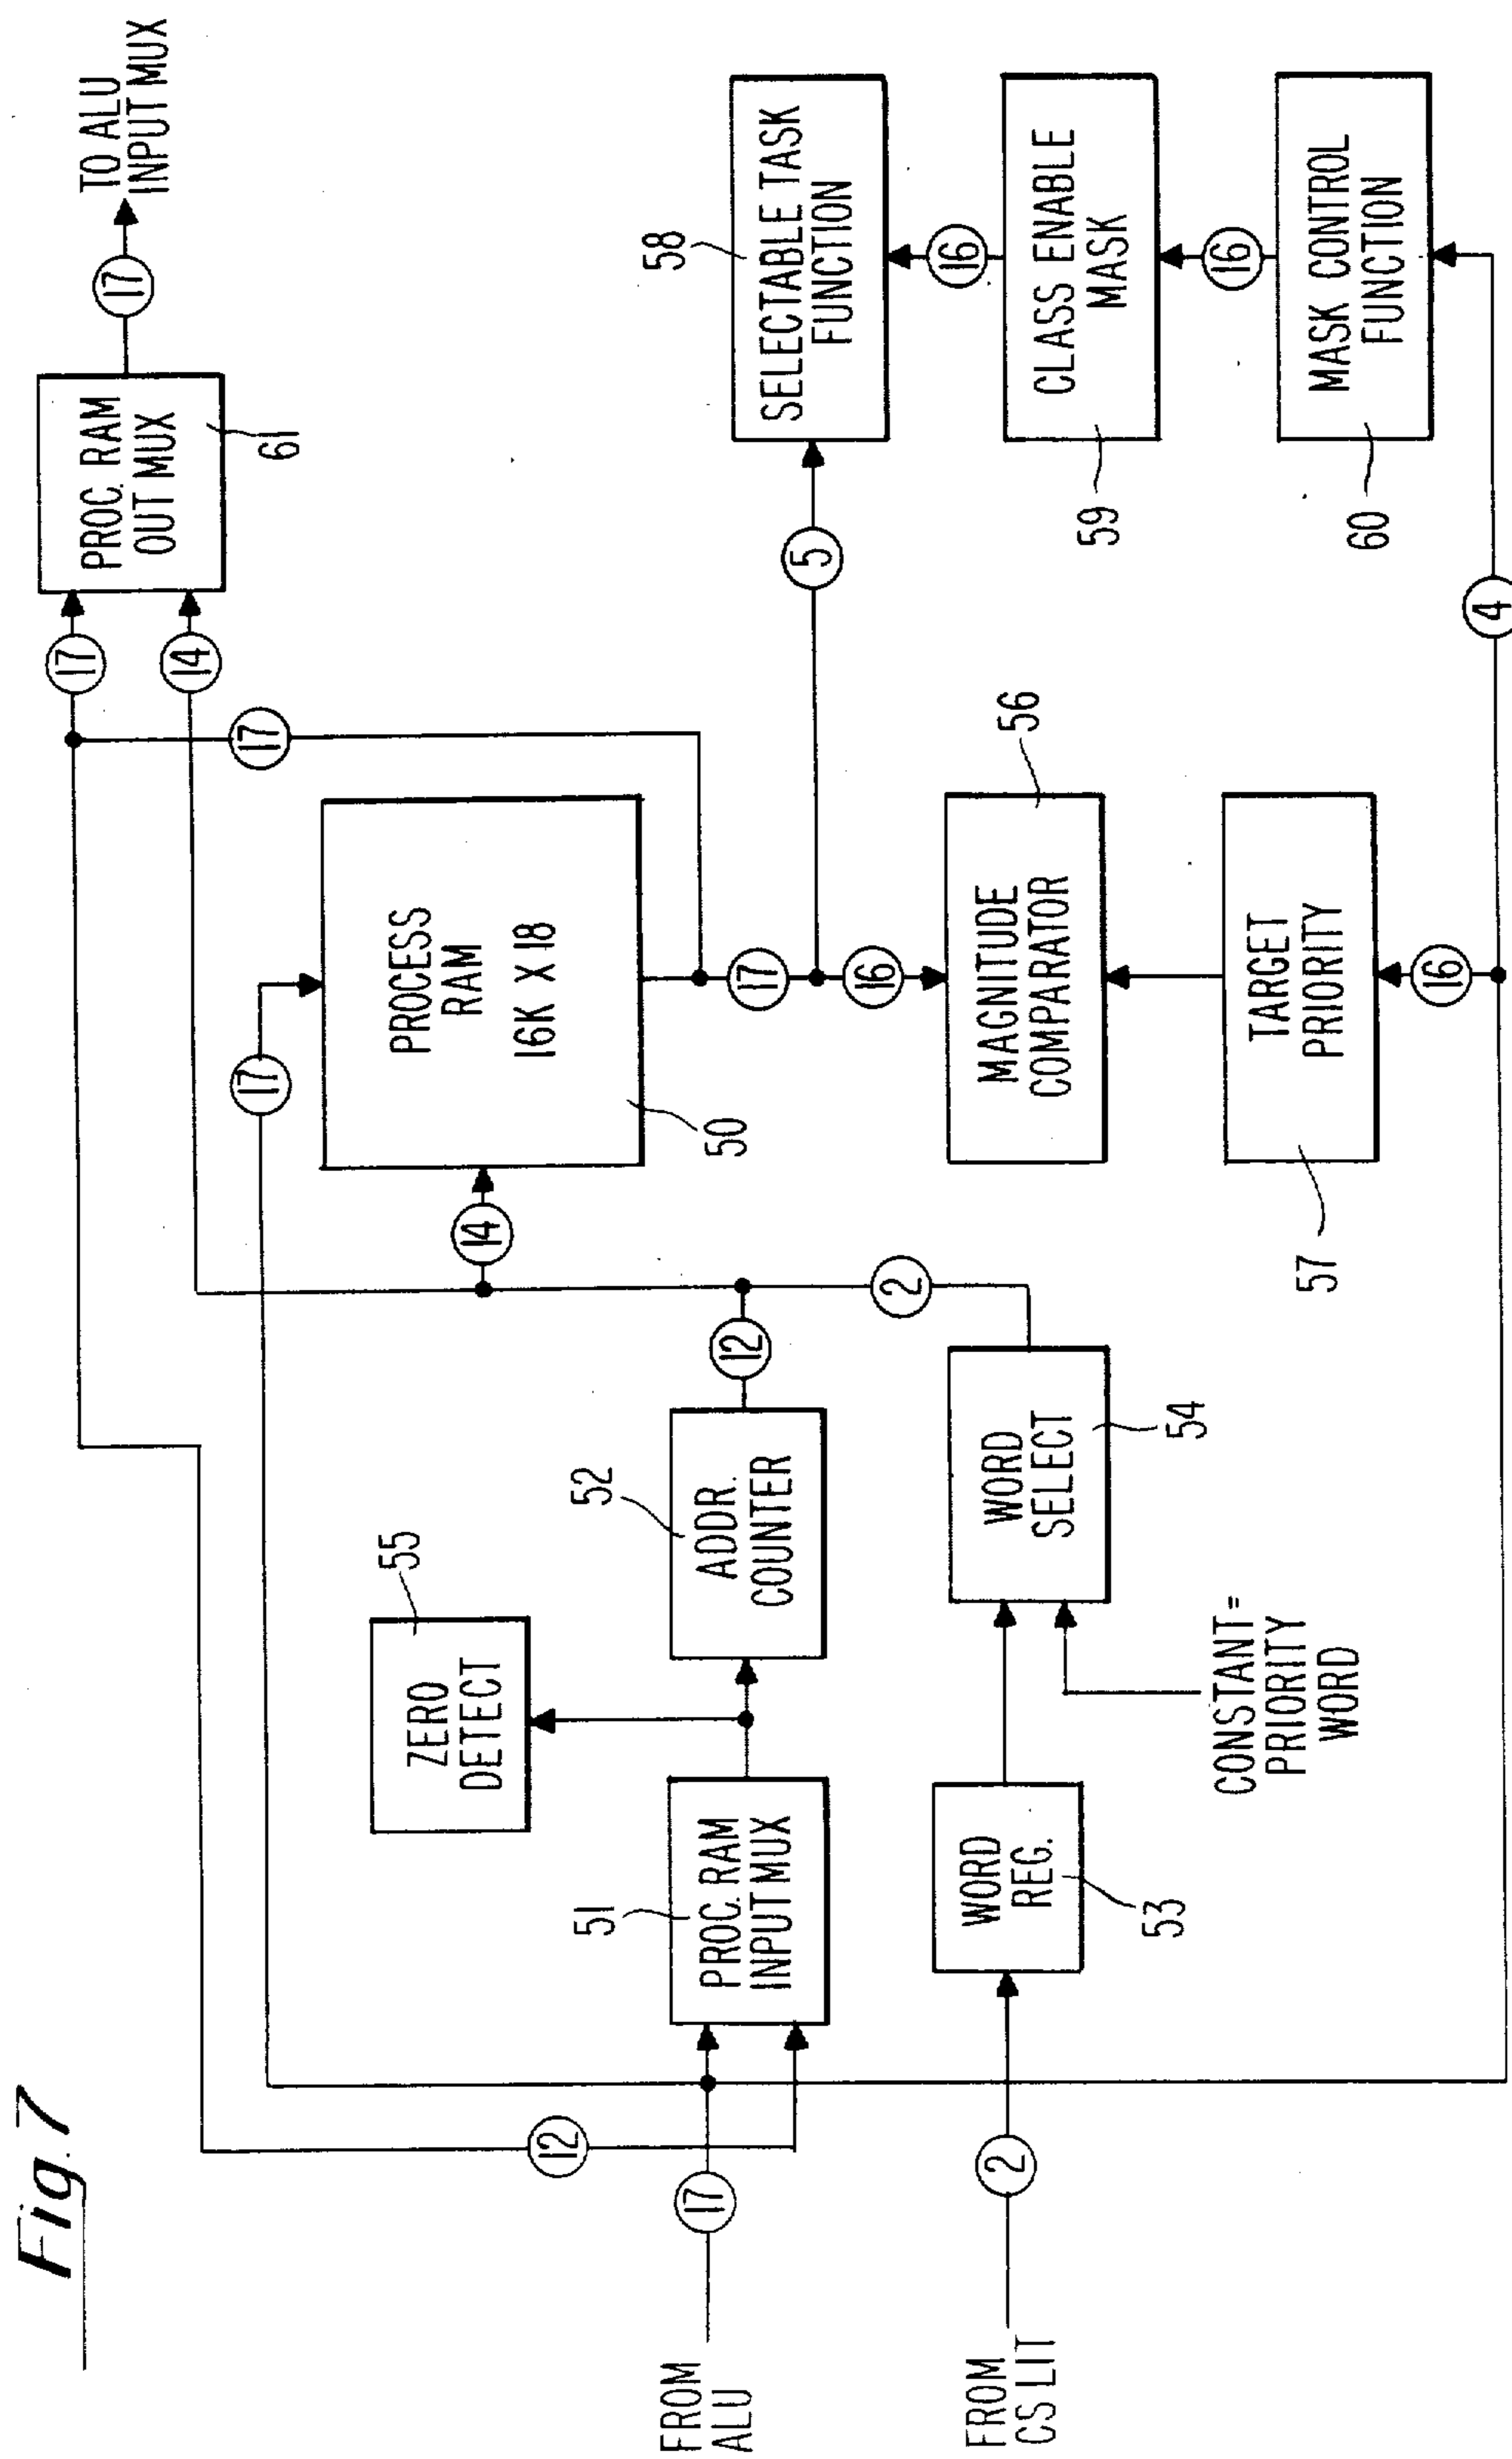 Fig. 7
FROM
ALU
17
12
FROM
CS LIT
2
PROC. RAM
INPUT MUX
51
ZERO
DETECT
55
ADDR.
COUNTER
52
12
WORD
REG.
53
WORD
SELECT
54
2
CONSTANT=
PRIORITY
WORD
14
17
PROCESS
RAM
16K X 18
50
17
17
14
17
PROC. RAM
OUT MUX
61
17
TO ALU
INPUT MUX
17
16
MAGNITUDE
COMPARATOR
56
TARGET
PRIORITY
57
16
5
SELECTABLE TASK
FUNCTION
58
16
CLASS ENABLE
MASK
59
16
MASK CONTROL
FUNCTION
60
4